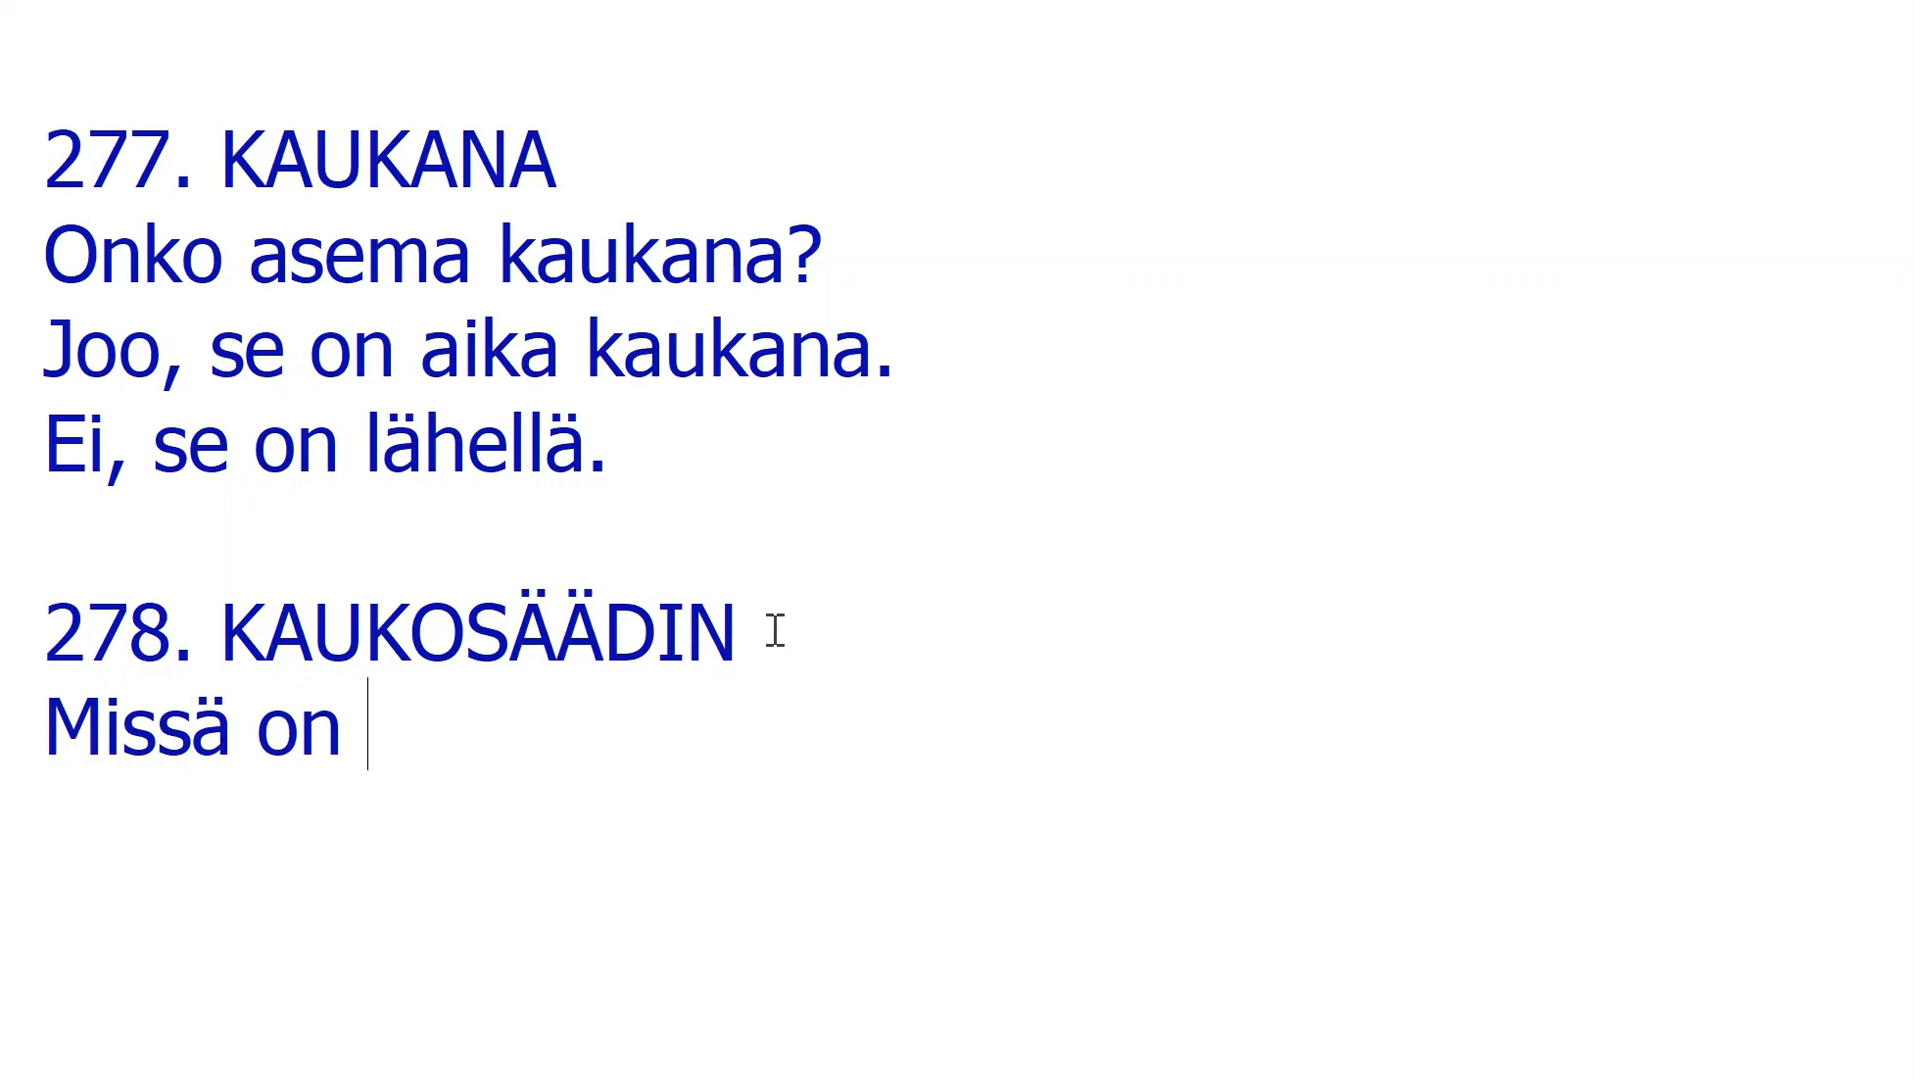 277. KAUKANA
Onko asema kaukana?
Joo, se on aika kaukana.
Ei, se on lähellä.
278. KAUKOSÄÄDIN
Missä on